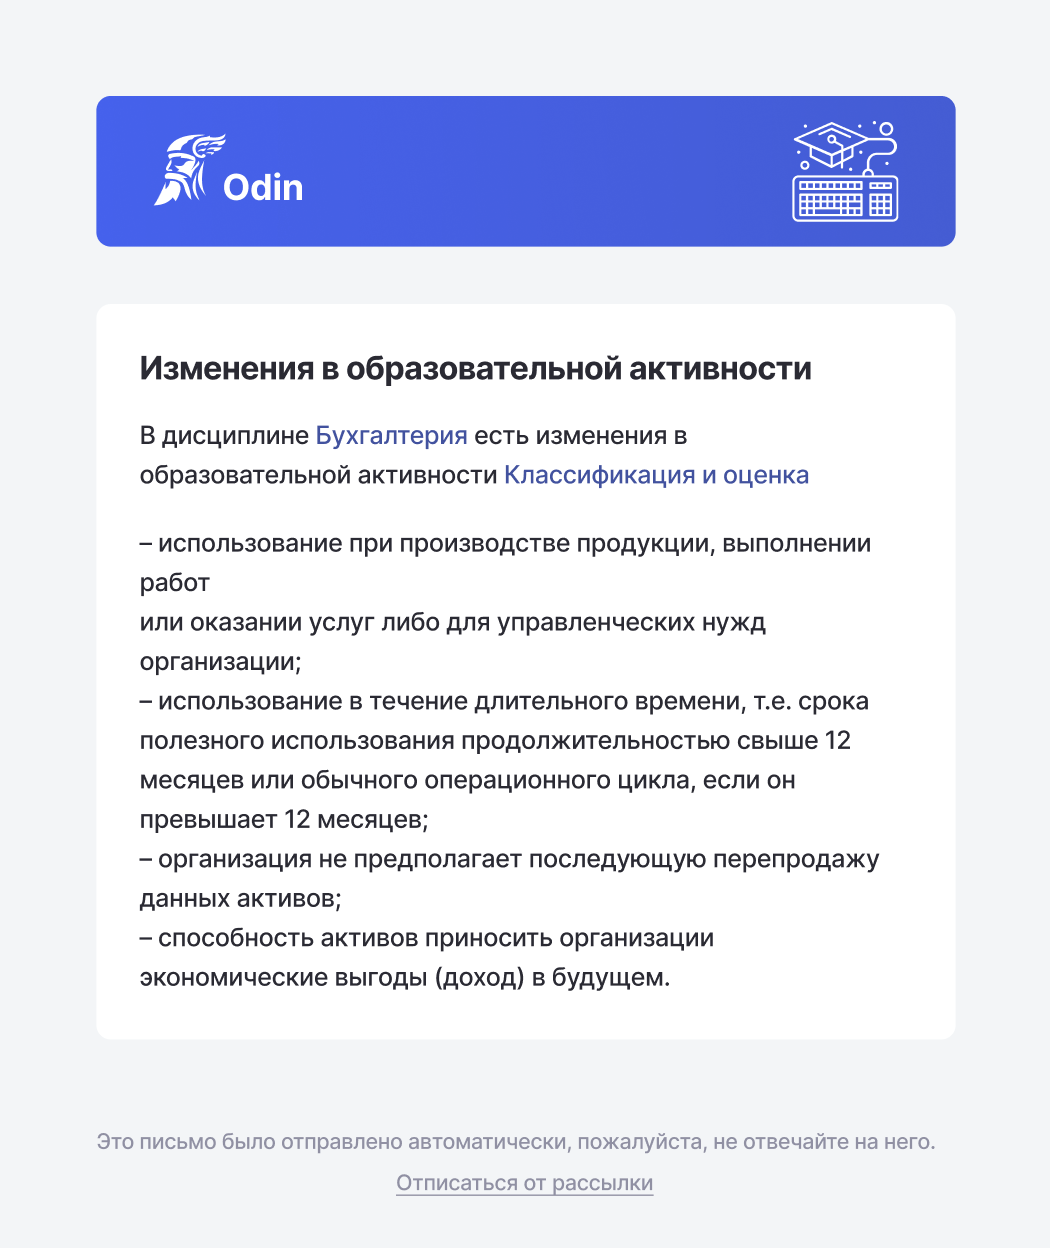 Odin
Изменения в образовательной активности
В дисциплине Бухгалтерия есть изменения в
образовательной активности Классификация и оценка
– использование при производстве продукции, выполнении
работ
или оказании услуг либо для управленческих нужд
организации;
– использование в течение длительного времени, т.е. срока
полезного использования продолжительностью свыше 12
месяцев или обычного операционного цикла, если он
превышает 12 месяцев;
– организация не предполагает последующую перепродажу
данных активов;
– способность активов приносить организации
экономические выгоды (доход) в будущем.
Это письмо было отправлено автоматически, пожалуйста, не отвечайте на него.
Отписаться от рассылки